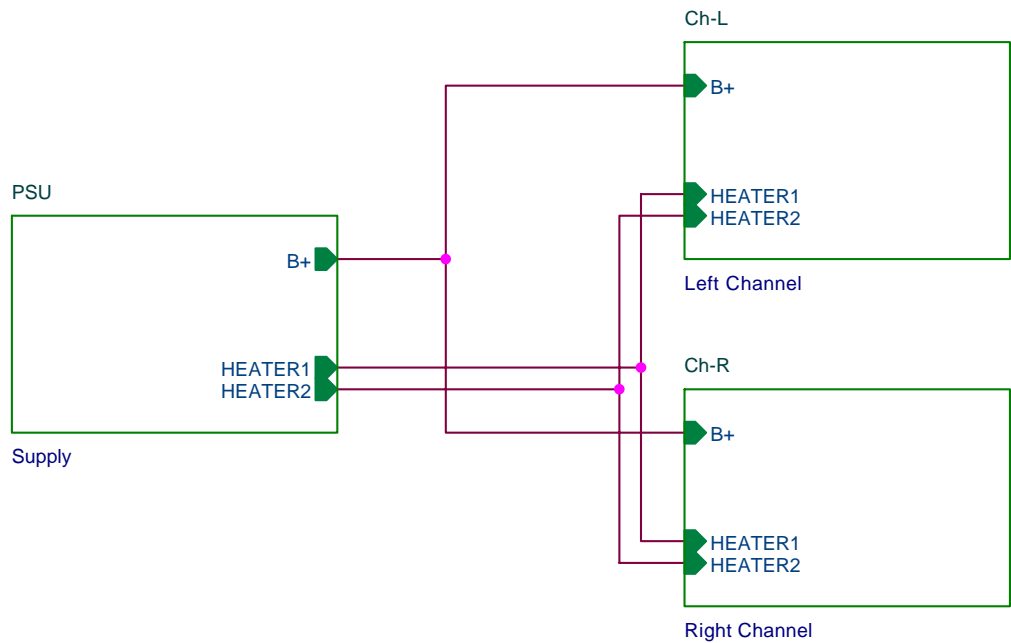 Ch-L
B+
HEATER1
HEATER2
Left Channel
PSU
B+
HEATER1
HEATER2
Supply
Ch-R
B+
HEATER1
HEATER2
Right Channel